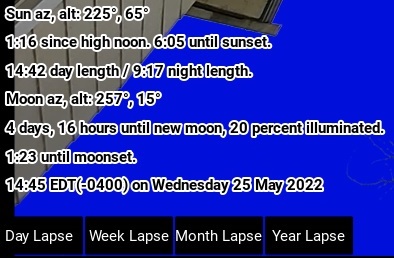 Sun az, alt: 225°, 65°
1:16 since high noon. 6:05 until sunset.
14:42 day length / 9:17 night length.
Moon az, alt: 257°, 15°
4 days, 16 hours until new moon, 20 percent illuminated.
1:23 until moonset.
14:45 EDT(-0400) on Wednesday 25 May 2022
Day Lapse Week Lapse Month Lapse Year Lapse